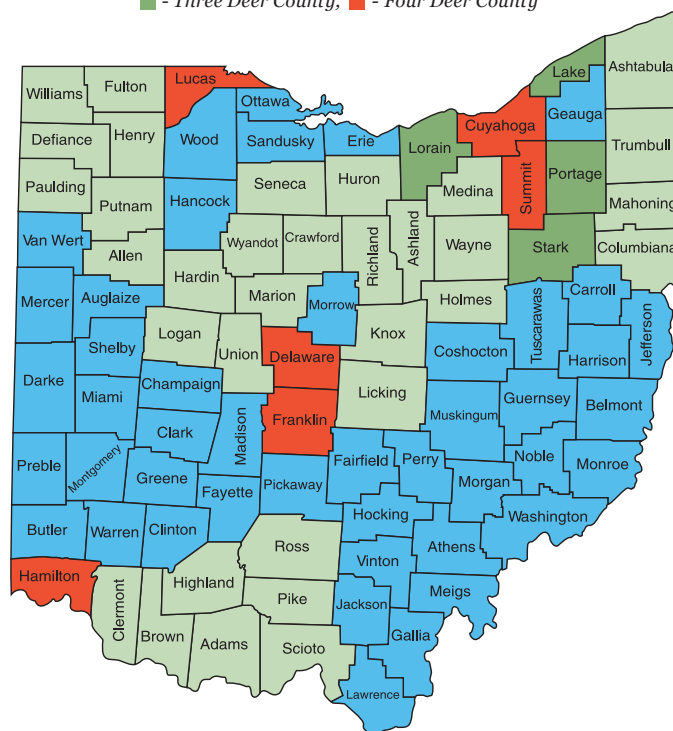 - Three Deer County, - Four Deer County
Williams
Fulton
Lucas
Ottawa
Lake
Ashtabula
Geauga
Cuyahoga
Defiance
Henry
Wood
Sandusky
Erie
Lorain
Trumbull
Paulding
Putnam
Hancock
Seneca
Huron
Medina
Summit
Portage
Mahoning
Van Wert
Allen
Wyandot
Crawford
Richland
Ashland
Wayne
Stark
Columbiana
Mercer
Auglaize
Hardin
Marion
Morrow
Holmes
Carroll
Tuscarawas
Jefferson
Logan
Union
Knox
Shelby
Delaware
Coshocton
Harrison
Darke
Miami
Champaign
Licking
Guernsey
Belmont
Franklin
Muskingum
Clark
Madison
Preble
Montgomery
Greene
Fayette
Pickaway
Fairfield
Perry
Morgan
Noble
Monroe
Butler
Warren
Clinton
Hocking
Washington
Ross
Athens
Hamilton
Highland
Vinton
Clermont
Pike
Jackson
Meigs
Brown
Adams
Scioto
Gallia
Lawrence